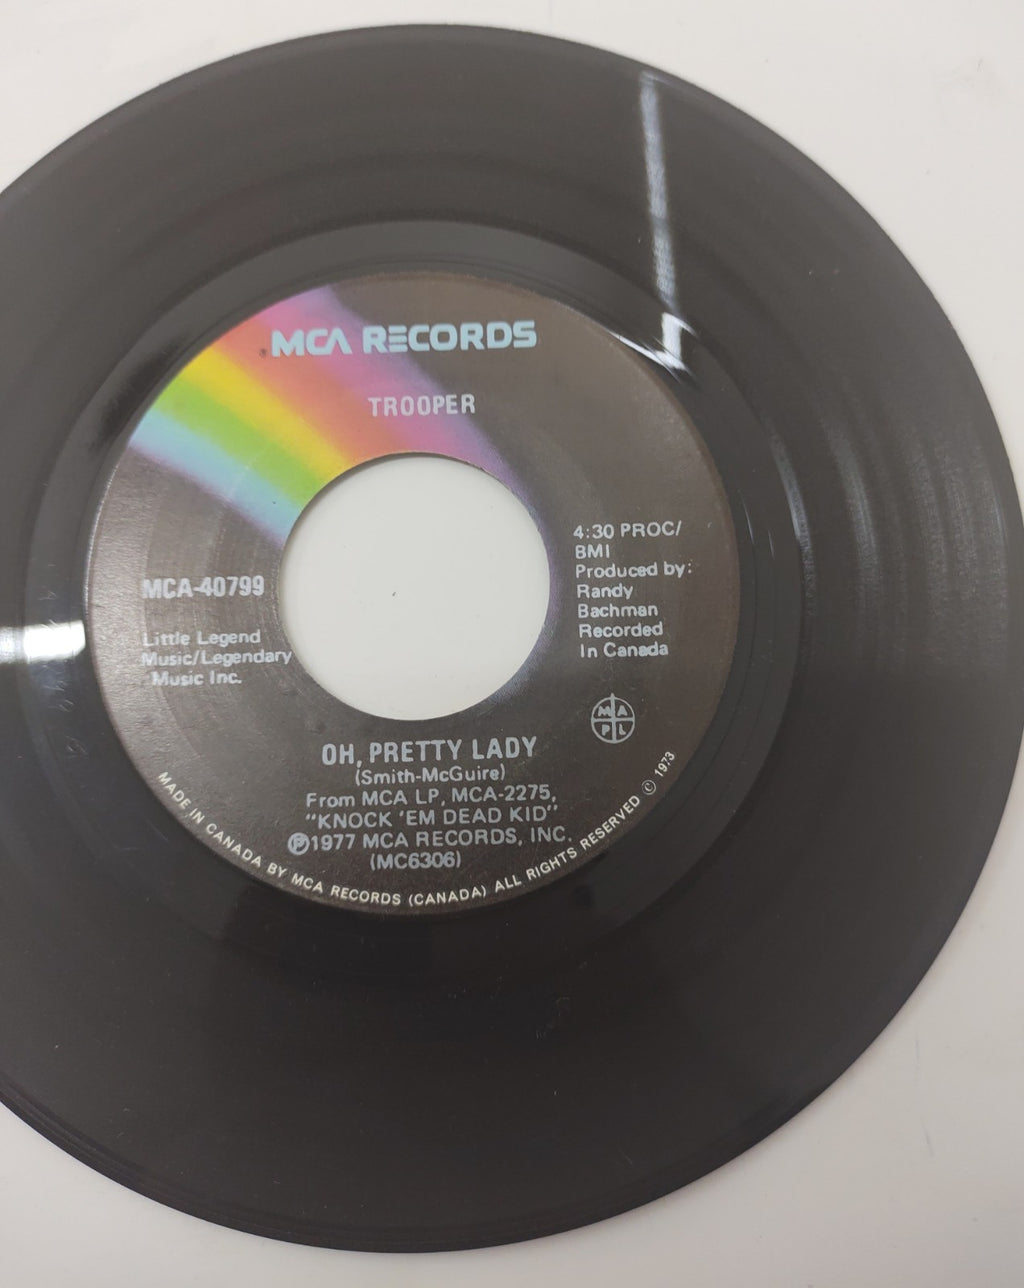 MCA RECORDS
TROOPER
4:30 PROC/
BMI
Produced by:
Randy
Bachman
Recorded
In Canada
MCA-40799
Little Legend
Music/Legendary
Music Inc.
M A
P L
OH, PRETTY LADY
(Smith-McGuire)
From MCA LP, MCA-2275,
"KNOCK 'EM DEAD KID"
Ⓟ1977 MCA RECORDS, INC.
(MC6306)
MADE IN CANADA BY MCA RECORDS (CANADA) ALL RIGHTS RESERVED © 1973